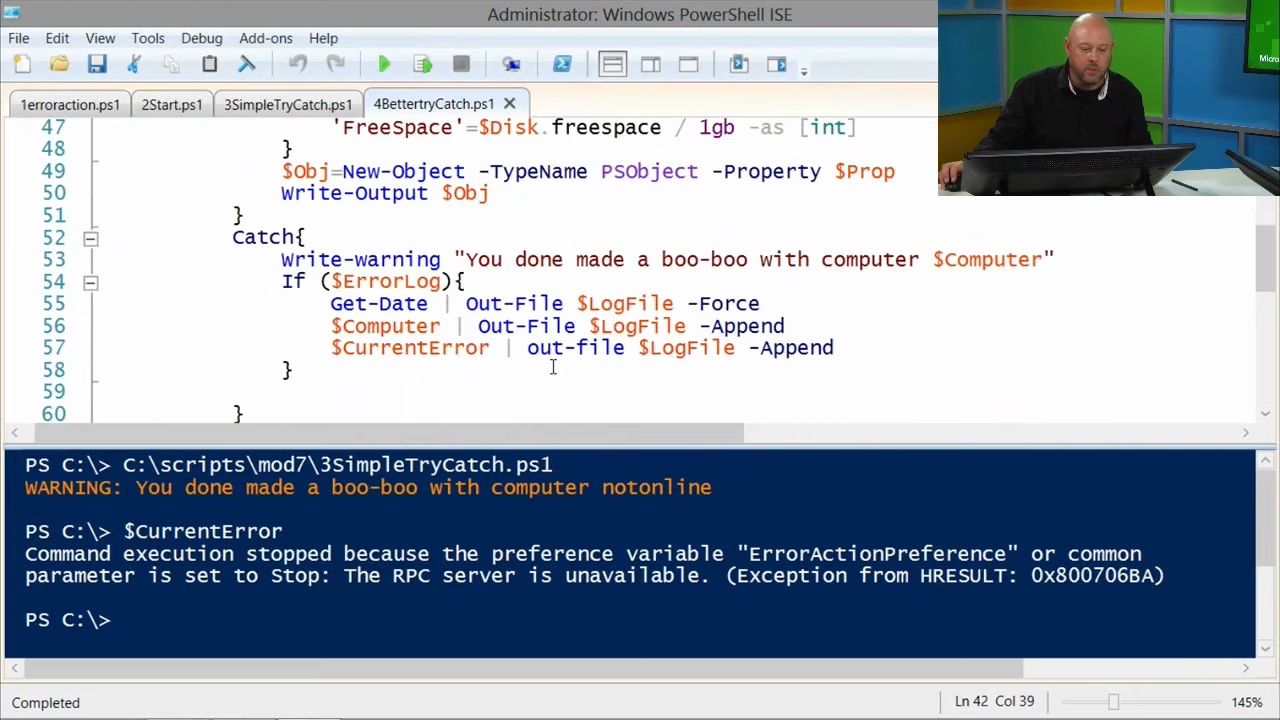 Administrator: Windows PowerShell ISE
File Edit View Tools Debug Add-ons Help
1erroraction.ps1 2Start.ps1 3SimpleTryCatch.ps1 4BettertryCatch.ps1
47 'FreeSpace'=$Disk.freespace / 1gb -as [int]
48 }
49 $Obj=New-Object -TypeName PSObject -Property $Prop
50 Write-Output $Obj
51 }
52 Catch{
53 Write-warning "You done made a boo-boo with computer $Computer"
54 If ($ErrorLog){
55 Get-Date | Out-File $LogFile -Force
56 $Computer | Out-File $LogFile -Append
57 $CurrentError | out-file $LogFile -Append
58 }
59
60 }
PS C:\> C:\scripts\mod7\3SimpleTryCatch.ps1
WARNING: You done made a boo-boo with computer notonline
PS C:\> $CurrentError
Command execution stopped because the preference variable "ErrorActionPreference" or common
parameter is set to Stop: The RPC server is unavailable. (Exception from HRESULT: 0x800706BA)
PS C:\>
Completed Ln 42 Col 39 145%
Micro